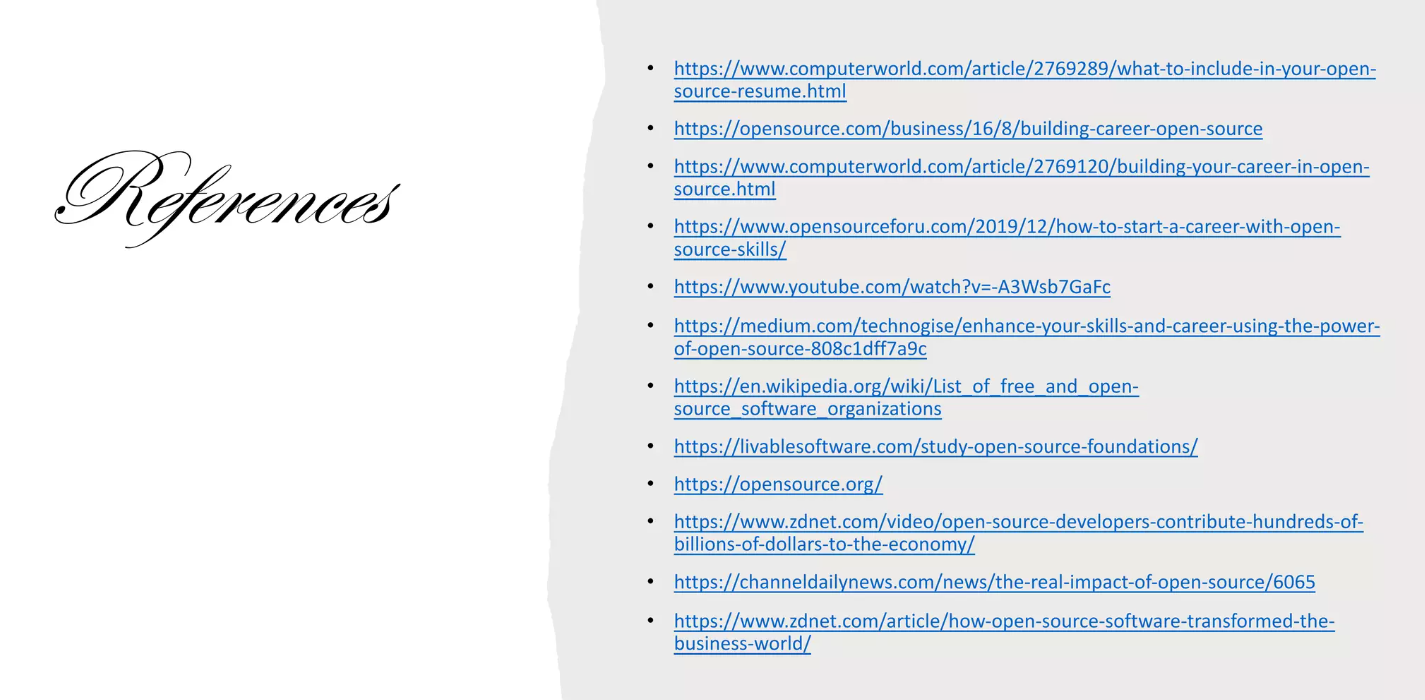 References
• https://www.computerworld.com/article/2769289/what-to-include-in-your-open-
source-resume.html
• https://opensource.com/business/16/8/building-career-open-source
• https://www.computerworld.com/article/2769120/building-your-career-in-open-
source.html
• https://www.opensourceforu.com/2019/12/how-to-start-a-career-with-open-
source-skills/
• https://www.youtube.com/watch?v=-A3Wsb7GaFc
• https://medium.com/technogise/enhance-your-skills-and-career-using-the-power-
of-open-source-808c1dff7a9c
• https://en.wikipedia.org/wiki/List_of_free_and_open-
source_software_organizations
• https://livablesoftware.com/study-open-source-foundations/
• https://opensource.org/
• https://www.zdnet.com/video/open-source-developers-contribute-hundreds-of-
billions-of-dollars-to-the-economy/
• https://channeldailynews.com/news/the-real-impact-of-open-source/6065
• https://www.zdnet.com/article/how-open-source-software-transformed-the-
business-world/